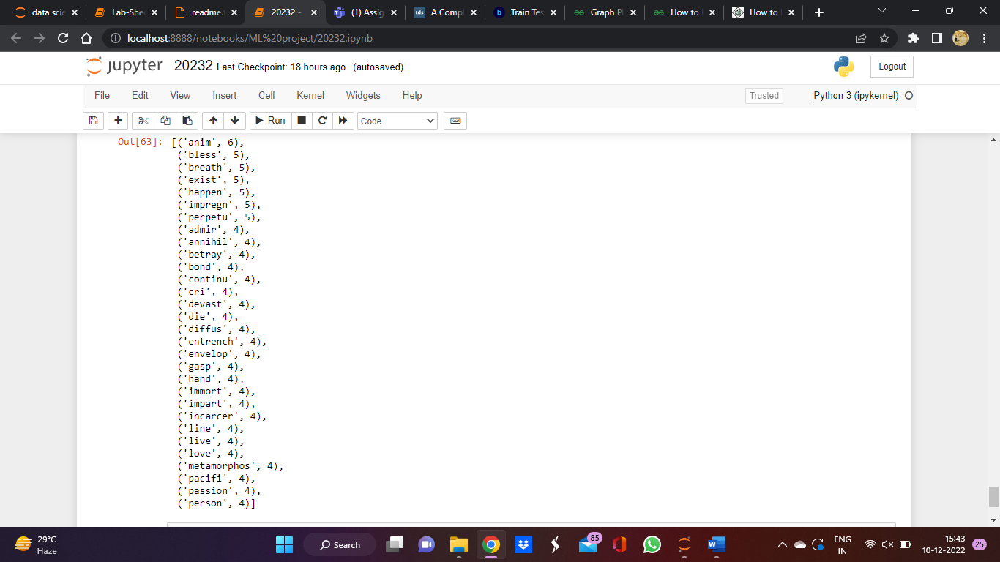 data scie
Lab-Shee
readme.t
20232 -
(1) Assig
tds A Compl
b Train Tes
Graph Pl
How to
How to
localhost:8888/notebooks/ML%20project/20232.ipynb
jupyter 20232 Last Checkpoint: 18 hours ago (autosaved)
Logout
File Edit View Insert Cell Kernel Widgets Help
Trusted
Python 3 (ipykernel)
Run
Code
Out[63]: [('anim', 6),
('bless', 5),
('breath', 5),
('exist', 5),
('happen', 5),
('impregn', 5),
('perpetu', 5),
('admir', 4),
('annihil', 4),
('betray', 4),
('bond', 4),
('continu', 4),
('cri', 4),
('devast', 4),
('die', 4),
('diffus', 4),
('entrench', 4),
('envelop', 4),
('gasp', 4),
('hand', 4),
('immort', 4),
('impart', 4),
('incarcer', 4),
('line', 4),
('live', 4),
('love', 4),
('metamorphos', 4),
('pacifi', 4),
('passion', 4),
('person', 4)]
29°C
Haze
Search
85
ENG
IN
15:43
10-12-2022
25